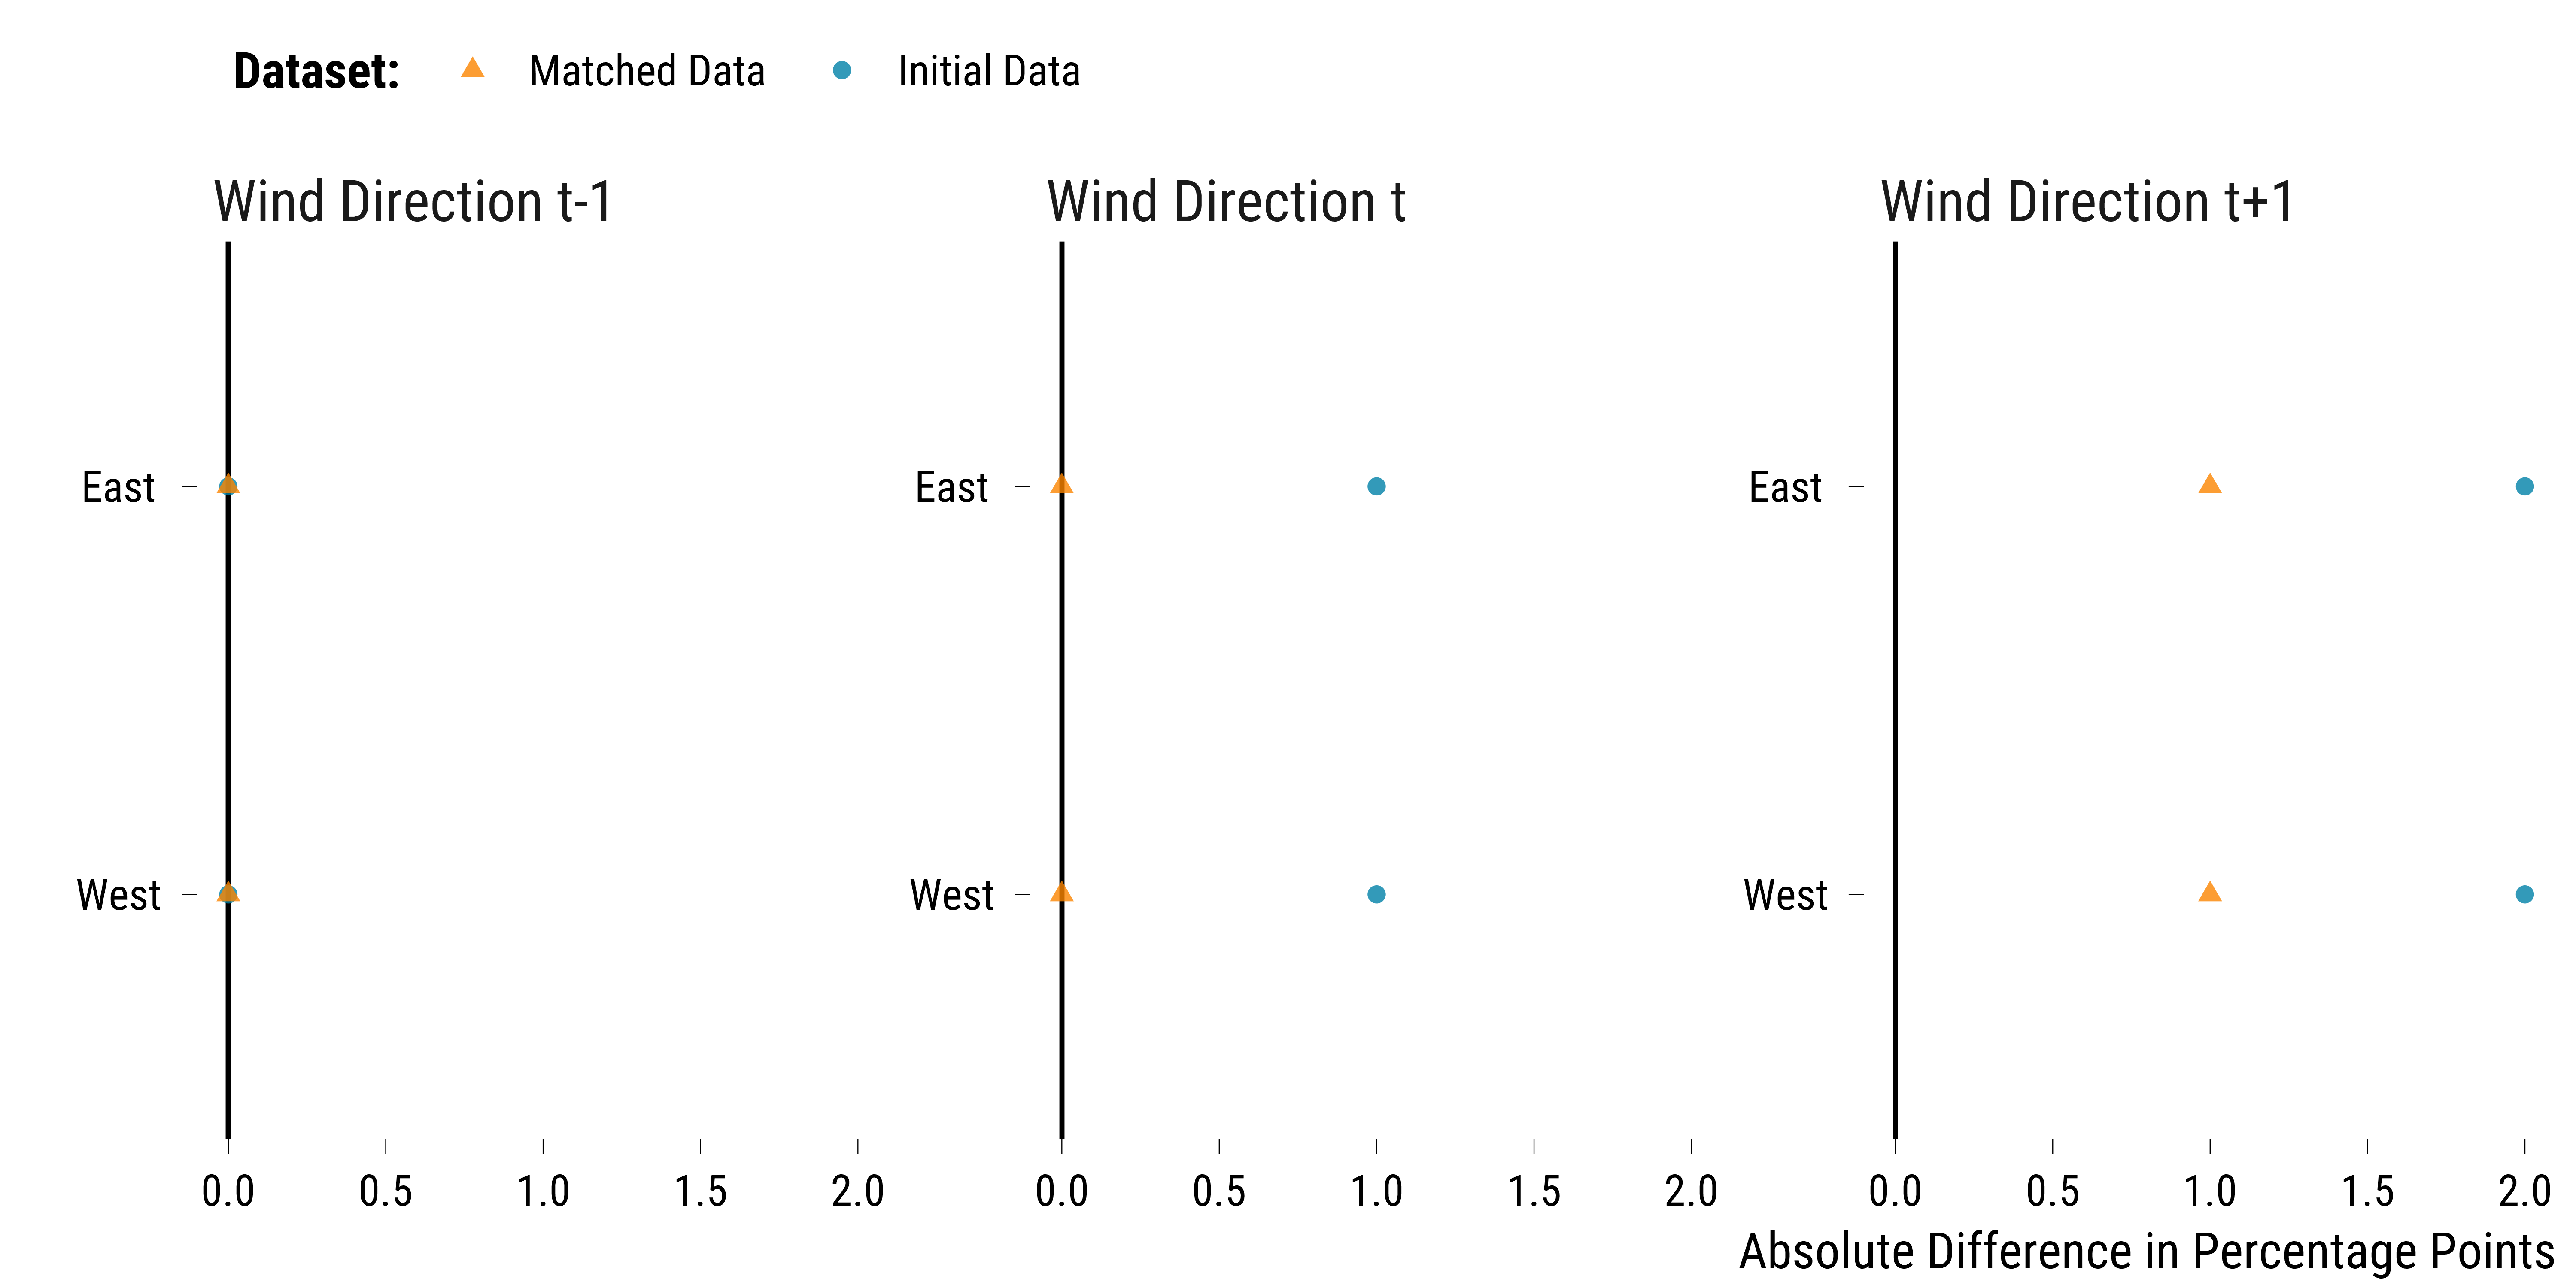 Dataset: Matched Data Initial Data
Wind Direction t-1 Wind Direction t Wind Direction t+1
East East East
West West West
0.0 0.5 1.0 1.5 2.0 0.0 0.5 1.0 1.5 2.0 0.0 0.5 1.0 1.5 2.0
Absolute Difference in Percentage Points